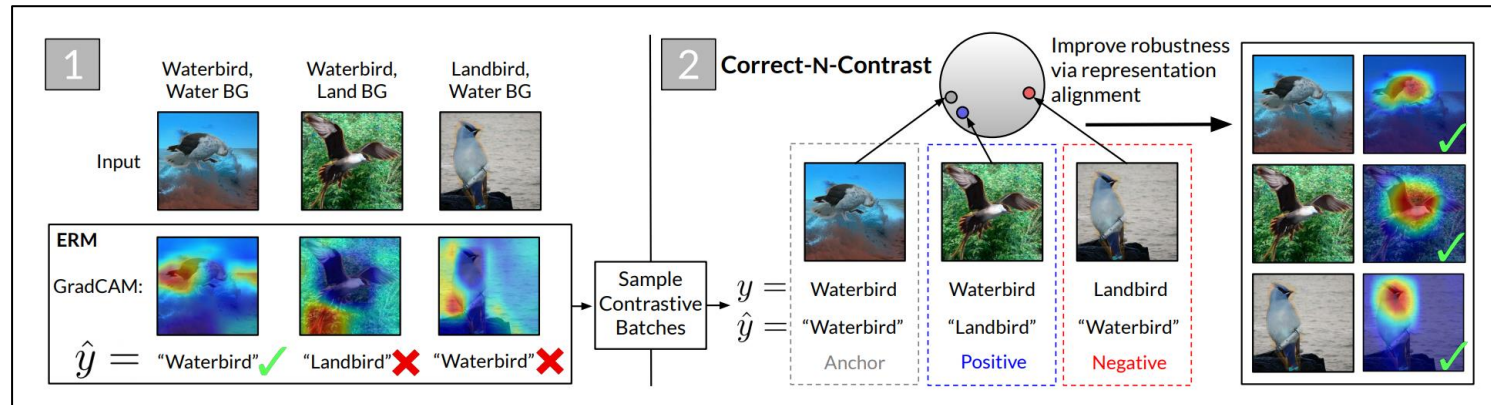 1
Waterbird,
Water BG
Waterbird,
Land BG
Landbird,
Water BG
Input
ERM
GradCAM:
ŷ =
“Waterbird”
“Landbird”
“Waterbird”
Sample
Contrastive
Batches
2
Correct-N-Contrast
Improve robustness
via representation
alignment
y = Waterbird Waterbird Landbird
ŷ = “Waterbird” “Landbird” “Waterbird”
Anchor Positive Negative